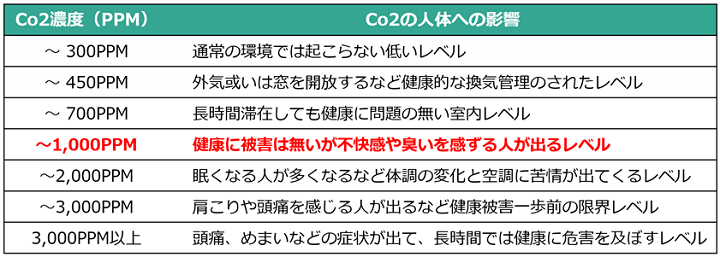 Co2濃度（PPM） Co2の人体への影響
～ 300PPM 通常の環境では起こらない低いレベル
～ 450PPM 外気或いは窓を開放するなど健康的な換気管理のされたレベル
～ 700PPM 長時間滞在しても健康に問題の無い室内レベル
～1,000PPM 健康に被害は無いが不快感や臭いを感ずる人が出るレベル
～2,000PPM 眠くなる人が多くなるなど体調の変化と空調に苦情が出てくるレベル
～3,000PPM 肩こりや頭痛を感じる人が出るなど健康被害一歩前の限界レベル
3,000PPM以上 頭痛、めまいなどの症状が出て、長時間では健康に危害を及ぼすレベル